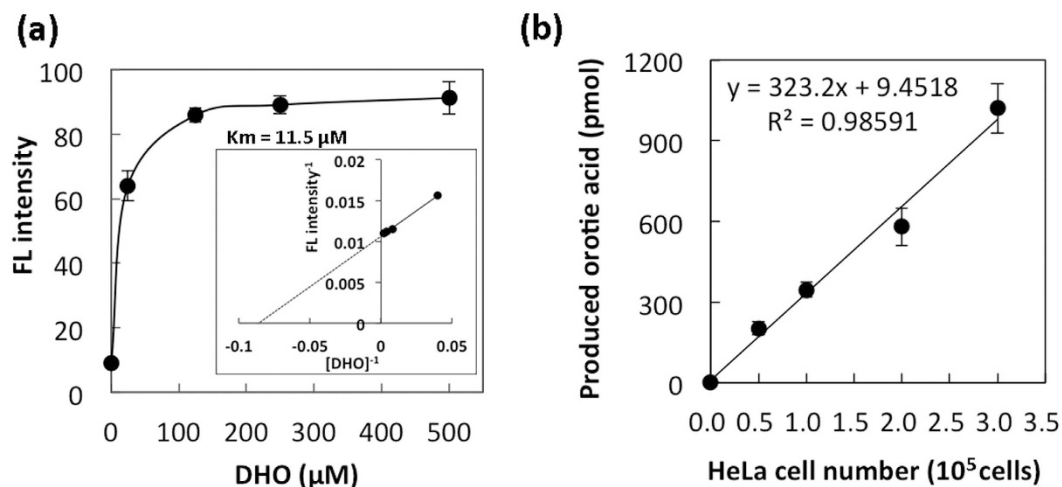 (a)
FL intensity
100
80
60
40
20
0
0 100 200 300 400 500
DHO (µM)
Km = 11.5 µM
FL intensity⁻¹
0.02
0.015
0.01
0.005
0
-0.1 -0.05 0 0.05
[DHO]⁻¹
(b)
Produced orotie acid (pmol)
1200
900
600
300
0
y = 323.2x + 9.4518
R² = 0.98591
0.0 0.5 1.0 1.5 2.0 2.5 3.0 3.5
HeLa cell number (10⁵ cells)